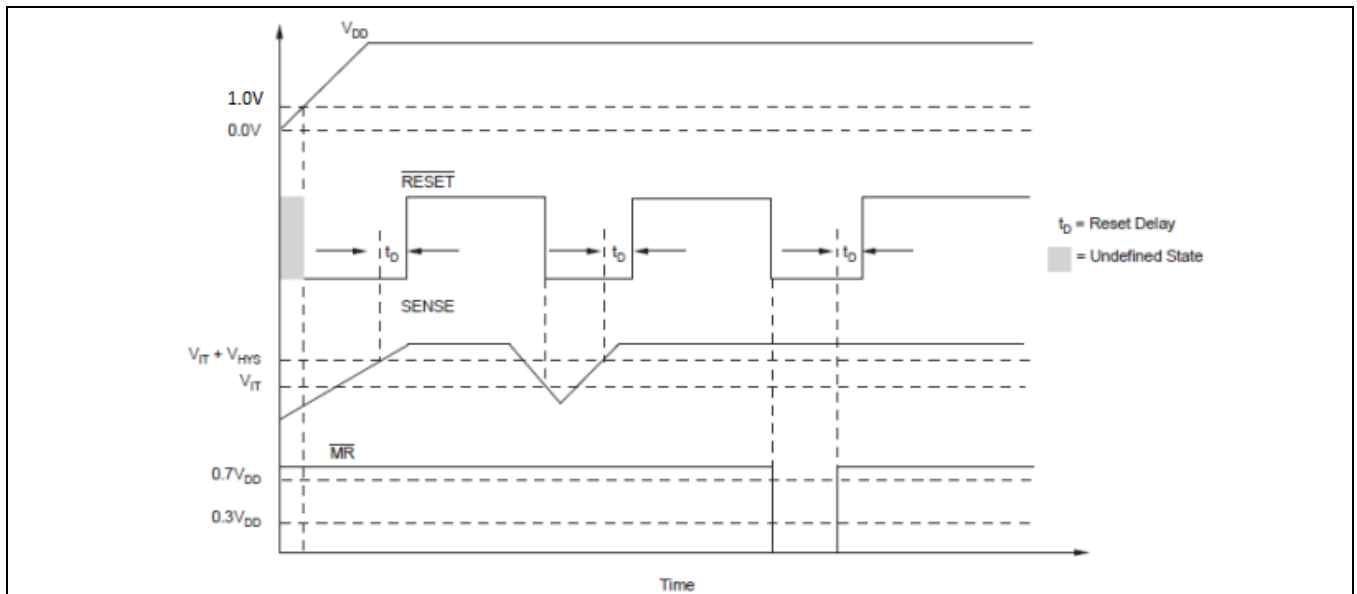 VDD
1.0V
0.0V
RESET
tD tD tD
tD = Reset Delay
= Undefined State
SENSE
VIT + VHYS
VIT
MR
0.7VDD
0.3VDD
Time